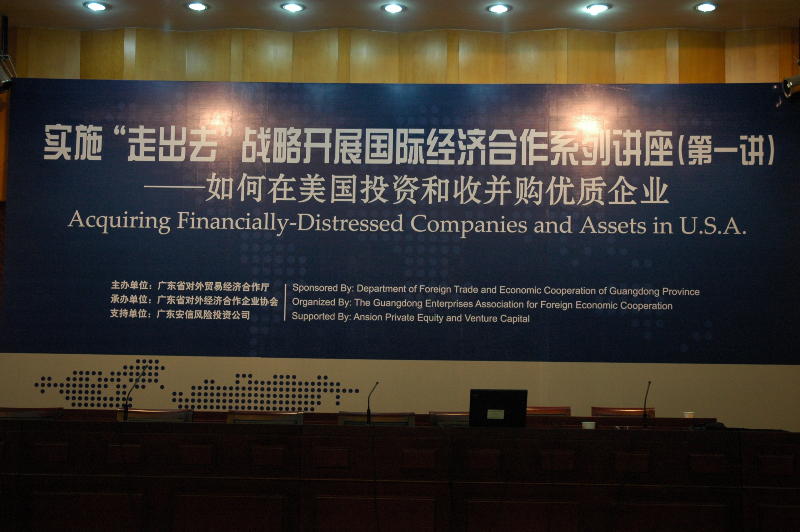 实施“走出去”战略开展国际经济合作系列讲座(第一讲)
——如何在美国投资和收并购优质企业
Acquiring Financially-Distressed Companies and Assets in U.S.A.
主办单位：广东省对外贸易经济合作厅
承办单位：广东省对外经济合作企业协会
支持单位：广东安信风险投资公司
Sponsored By: Department of Foreign Trade and Economic Cooperation of Guangdong Province
Organized By: The Guangdong Enterprises Association for Foreign Economic Cooperation
Supported By: Ansion Private Equity and Venture Capital